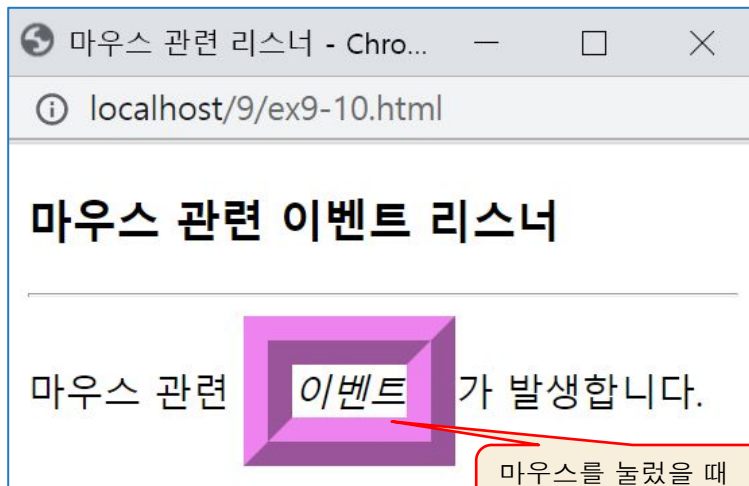 마우스 관련 리스너 - Chro...
localhost/9/ex9-10.html
마우스 관련 이벤트 리스너
마우스 관련 이벤트 가 발생합니다.
마우스를 눌렀을 때